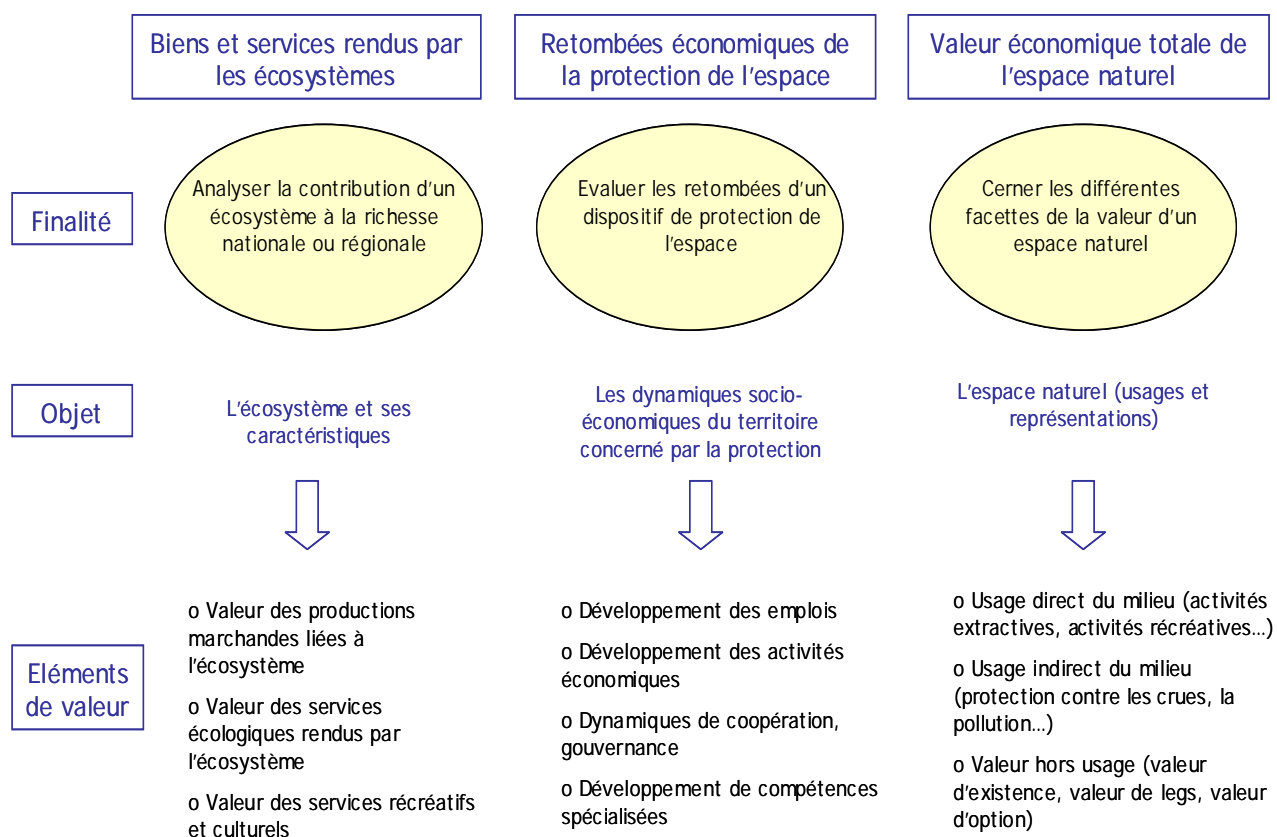 Biens et services rendus par
les écosystèmes
Retombées économiques de
la protection de l'espace
Valeur économique totale de
l'espace naturel
Finalité
Analyser la contribution d'un
écosystème à la richesse
nationale ou régionale
Evaluer les retombées d'un
dispositif de protection de
l'espace
Cerner les différentes
facettes de la valeur d'un
espace naturel
Objet
L'écosystème et ses
caractéristiques
Les dynamiques socio-
économiques du territoire
concerné par la protection
L'espace naturel (usages et
représentations)
Eléments
de valeur
o Valeur des productions
marchandes liées à
l'écosystème
o Valeur des services
écologiques rendus par
l'écosystème
o Valeur des services récréatifs
et culturels
o Développement des emplois
o Développement des activités
économiques
o Dynamiques de coopération,
gouvernance
o Développement de compétences
spécialisées
o Usage direct du milieu (activités
extractives, activités récréatives...)
o Usage indirect du milieu
(protection contre les crues, la
pollution...)
o Valeur hors usage (valeur
d'existence, valeur de legs, valeur
d'option)